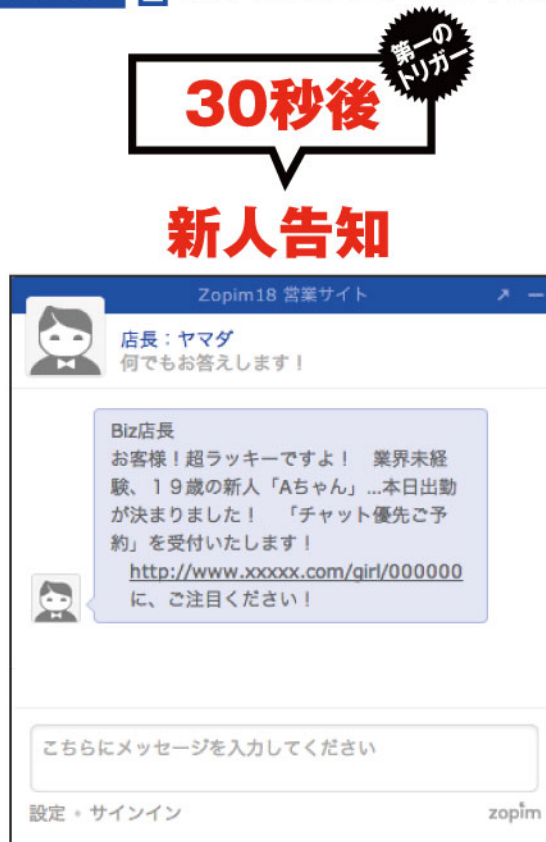 第一の
トリガー
30秒後
新人告知
Zopim18 営業サイト
店長：ヤマダ
何でもお答えします！
Biz店長
お客様！超ラッキーですよ！　業界未経
験、１９歳の新人「Aちゃん」...本日出勤
が決まりました！　「チャット優先ご予
約」を受付いたします！
http://www.xxxxx.com/girl/000000
に、ご注目ください！
こちらにメッセージを入力してください
設定・サインイン
zopim